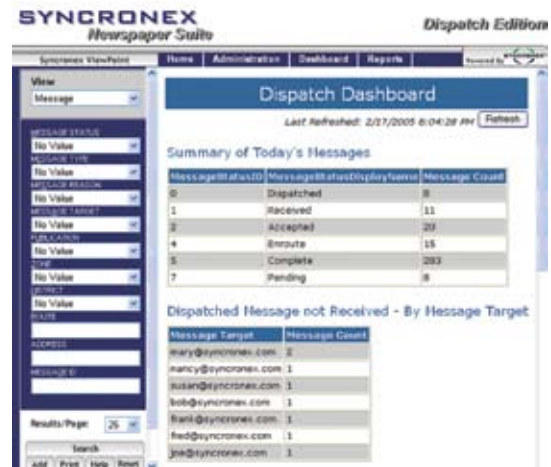 SYNCRONEX
Newspaper Suite
Dispatch Edition
Syncronex ViewPoint
Home Administration Dashboard Reports
Powered By
View
Message
MESSAGE STATUS
No Value
MESSAGE TYPE
No Value
MESSAGE REASON
No Value
MESSAGE TARGET
No Value
PUBLICATION
No Value
ZONE
No Value
DISTRICT
No Value
ROUTE
ADDRESS
MESSAGE ID
Results/Page: 25
Search
Add Print Help Reset
Dispatch Dashboard
Last Refreshed: 2/17/2005 6:04:28 PM Refresh
Summary of Today's Messages
MessageStatusID MessageStatusDisplayName Message Count
0 Dispatched 8
1 Received 11
2 Accepted 20
4 Enroute 15
5 Complete 283
7 Pending 8
Dispatched Message not Received - By Message Target
Message Target Message Count
mary@syncronex.com 2
nancy@syncronex.com 1
susan@syncronex.com 1
bob@syncronex.com 1
frank@syncronex.com 1
fred@syncronex.com 1
joe@syncronex.com 1